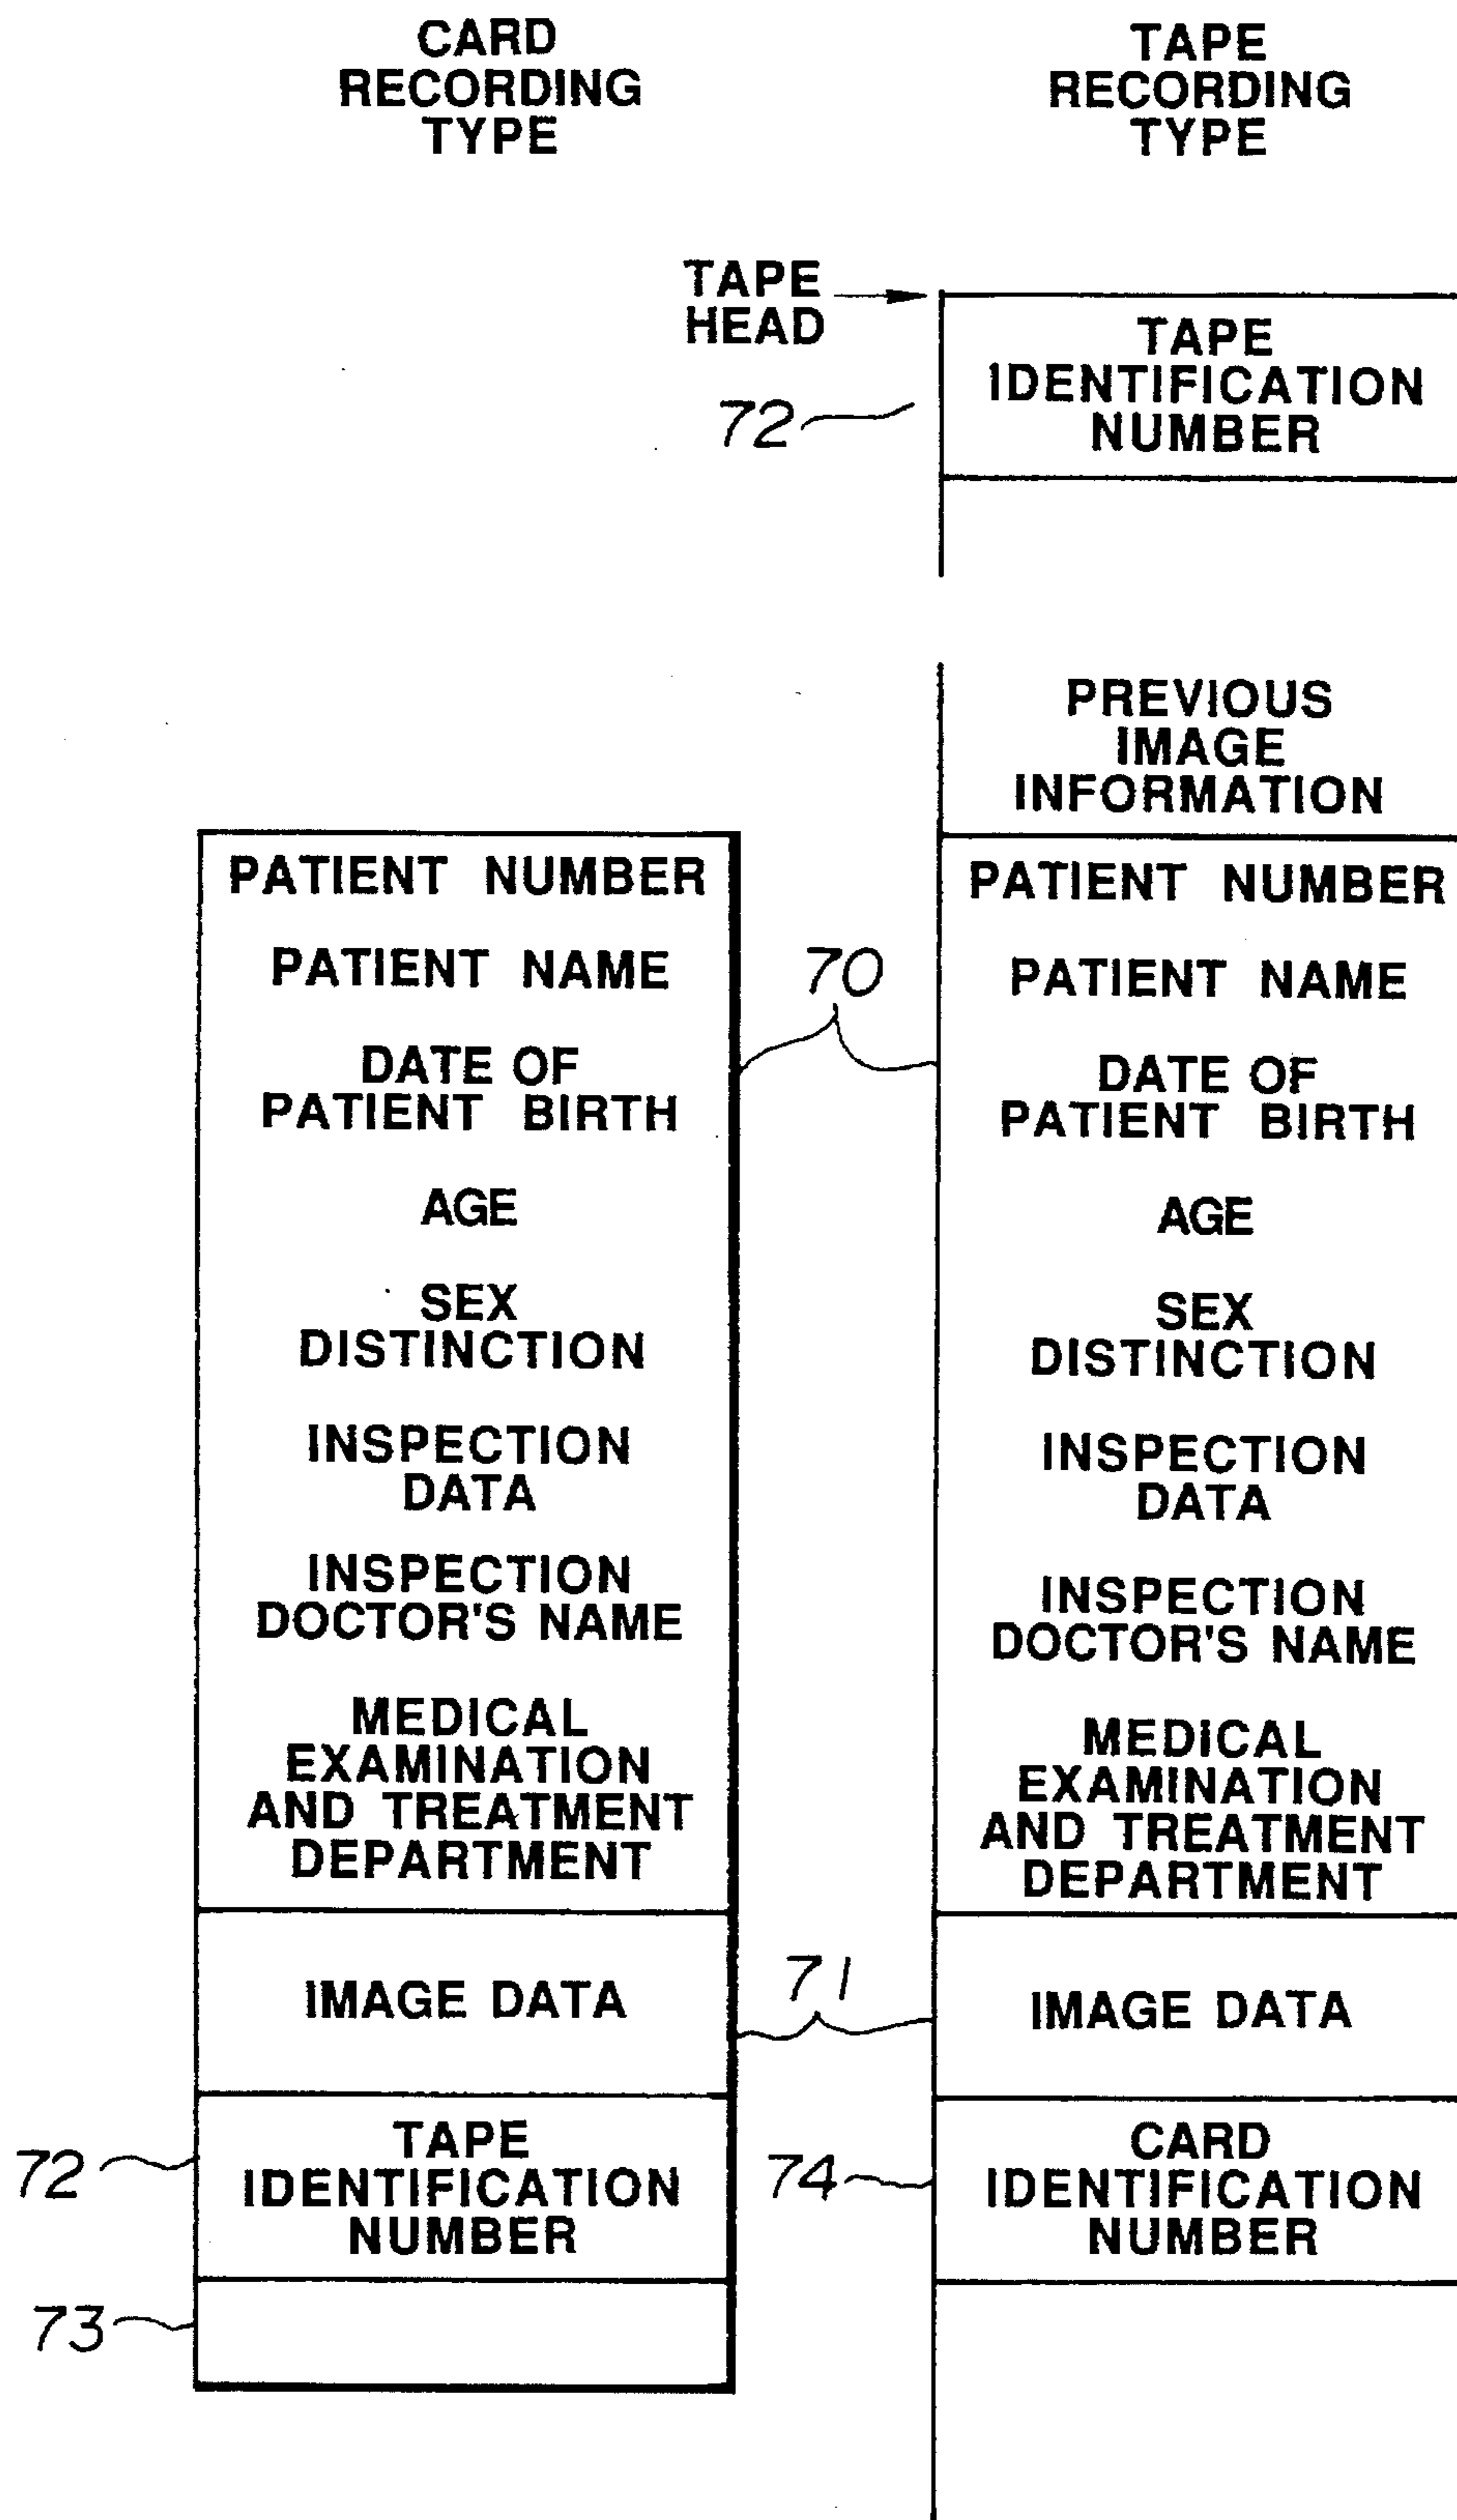 CARD
RECORDING
TYPE
TAPE
RECORDING
TYPE
TAPE
HEAD
72
TAPE
IDENTIFICATION
NUMBER
PREVIOUS
IMAGE
INFORMATION
PATIENT NUMBER
PATIENT NAME
DATE OF
PATIENT BIRTH
AGE
SEX
DISTINCTION
INSPECTION
DATA
INSPECTION
DOCTOR'S NAME
MEDICAL
EXAMINATION
AND TREATMENT
DEPARTMENT
IMAGE DATA
72
TAPE
IDENTIFICATION
NUMBER
73
70
71
PATIENT NUMBER
PATIENT NAME
DATE OF
PATIENT BIRTH
AGE
SEX
DISTINCTION
INSPECTION
DATA
INSPECTION
DOCTOR'S NAME
MEDICAL
EXAMINATION
AND TREATMENT
DEPARTMENT
IMAGE DATA
74
CARD
IDENTIFICATION
NUMBER